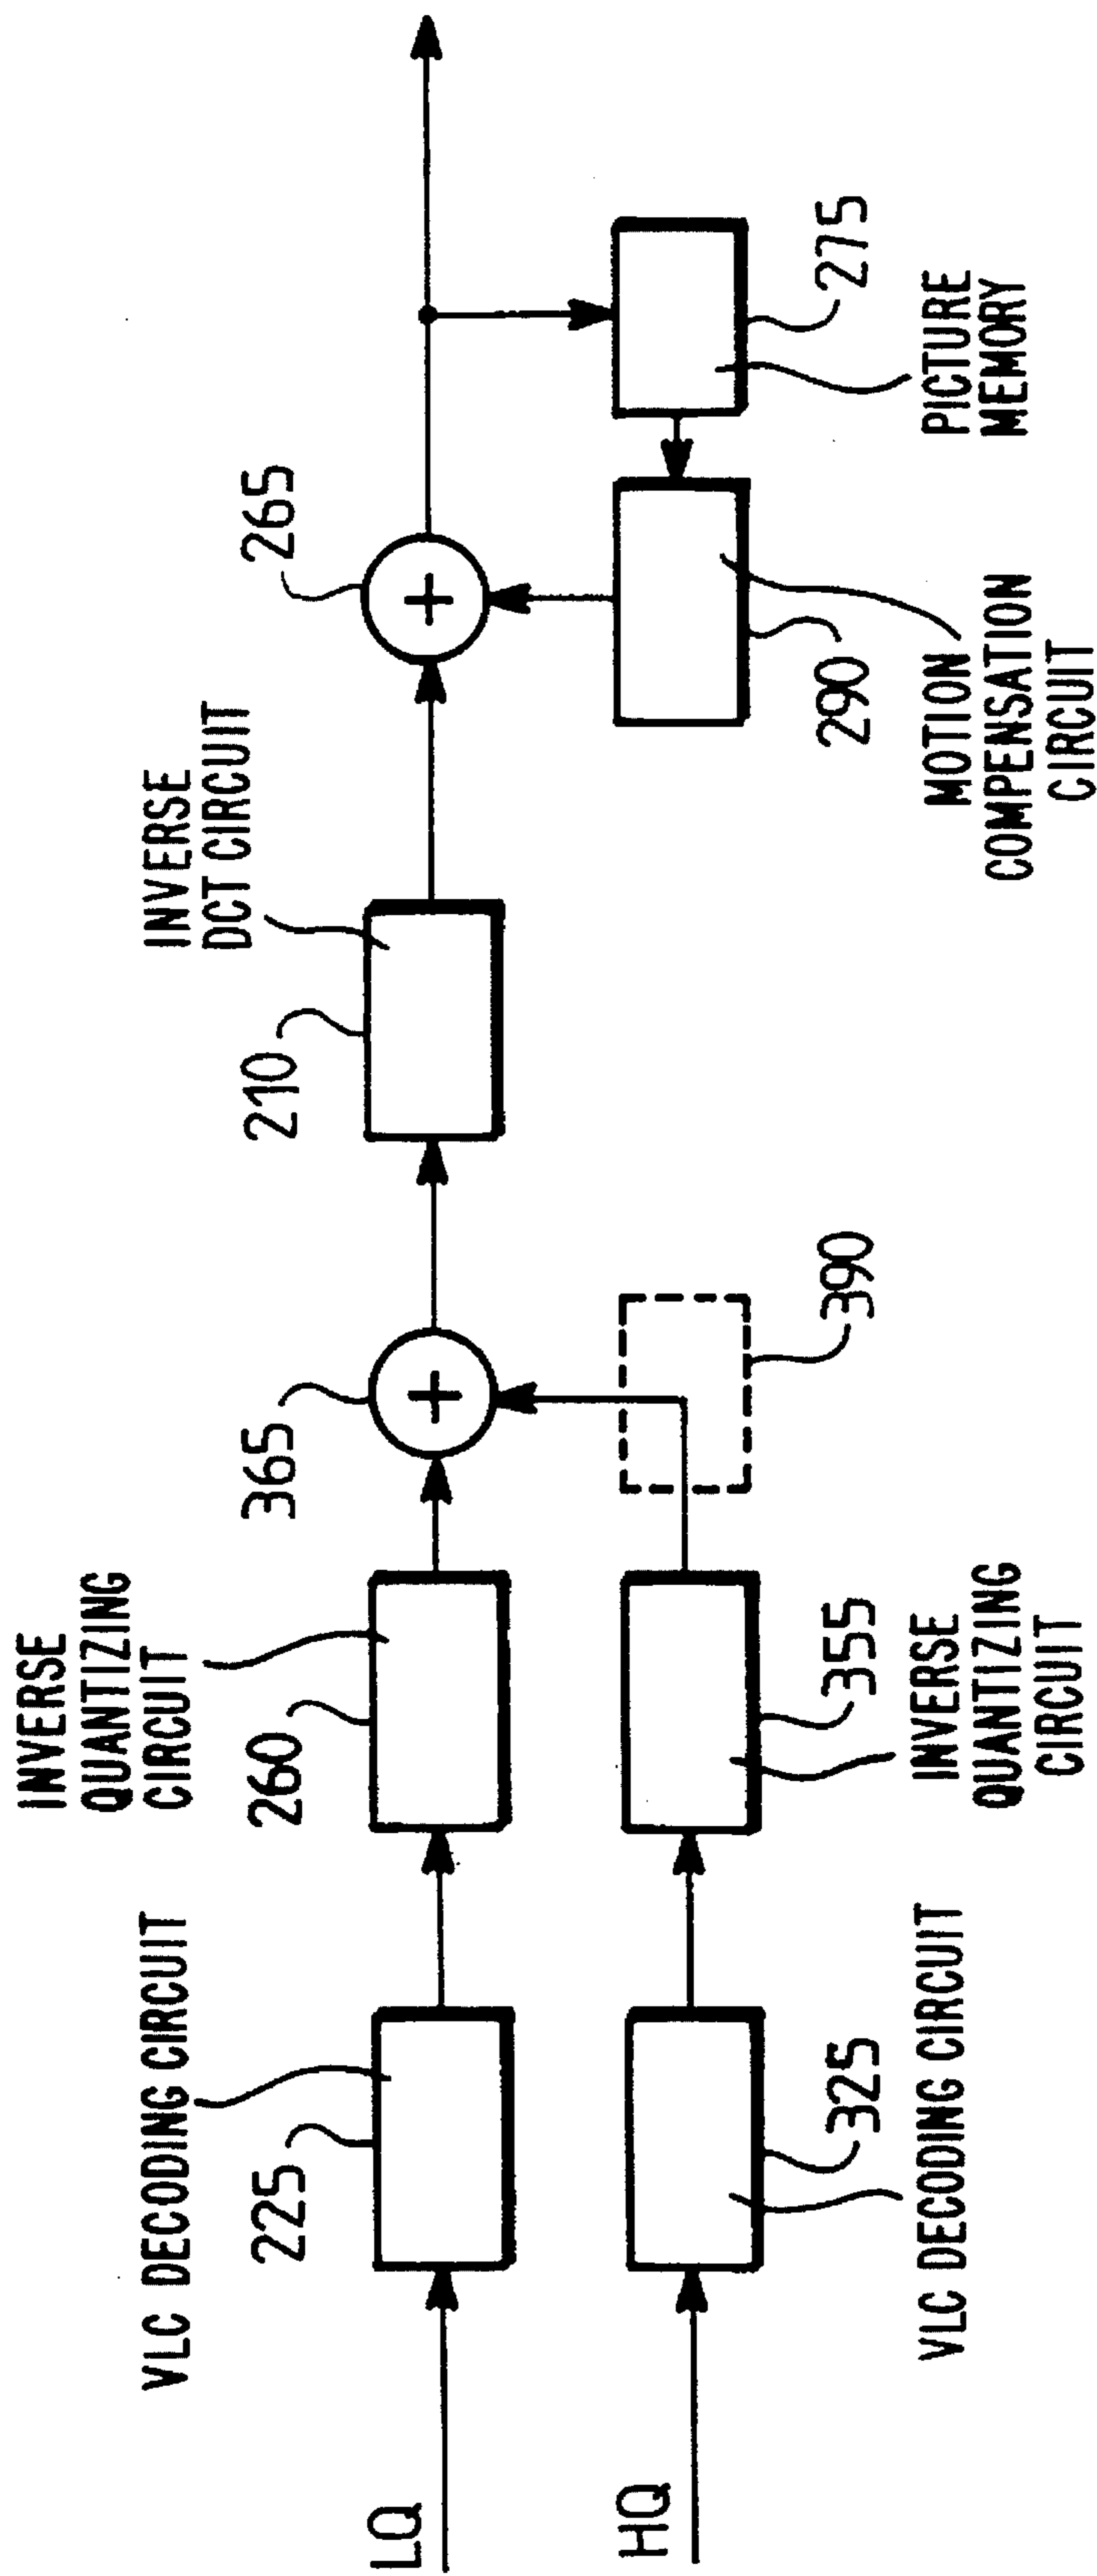 LQ
VLC DECODING CIRCUIT
225
INVERSE
QUANTIZING
CIRCUIT
260
365
INVERSE
DCT CIRCUIT
210
265
HQ
325
VLC DECODING CIRCUIT
355
INVERSE
QUANTIZING
CIRCUIT
390
290
MOTION
COMPENSATION
CIRCUIT
275
PICTURE
MEMORY